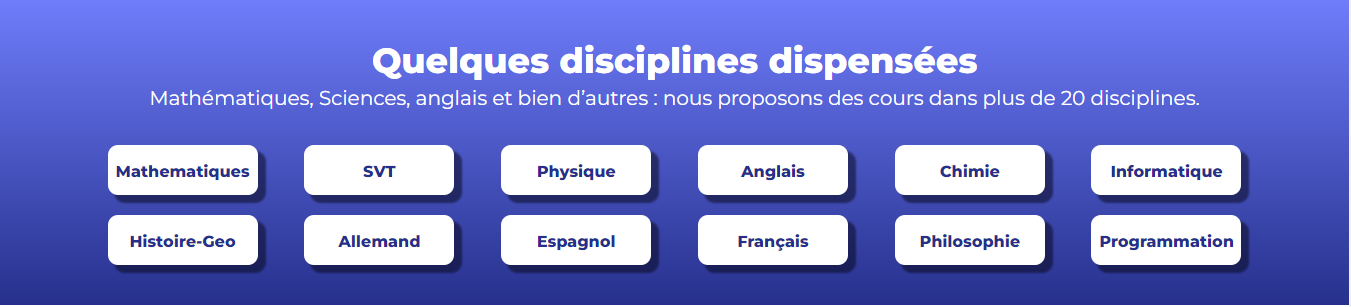 Quelques disciplines dispensées
Mathématiques, Sciences, anglais et bien d’autres : nous proposons des cours dans plus de 20 disciplines.
Mathematiques SVT Physique Anglais Chimie Informatique
Histoire-Geo Allemand Espagnol Français Philosophie Programmation